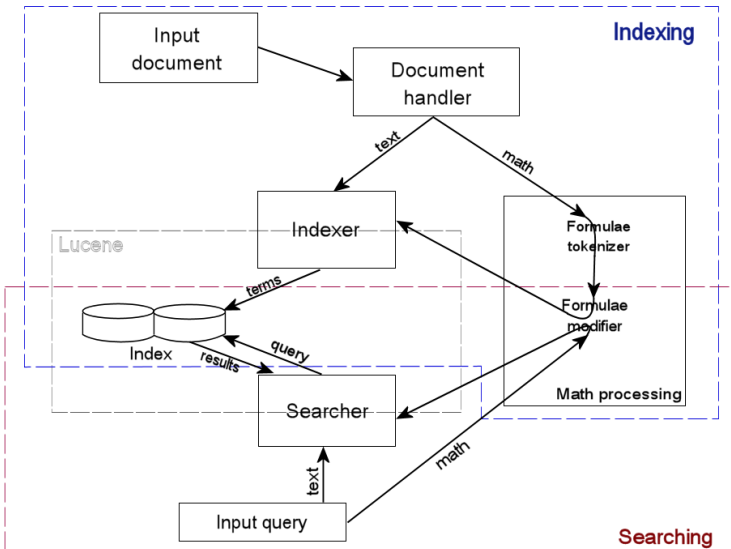 Input
document
Indexing
Document
handler
text
math
Indexer
Formulae
tokenizer
Lucene
terms
Formulae
modifier
Index
results
query
Math processing
Searcher
math
text
Input query
Searching